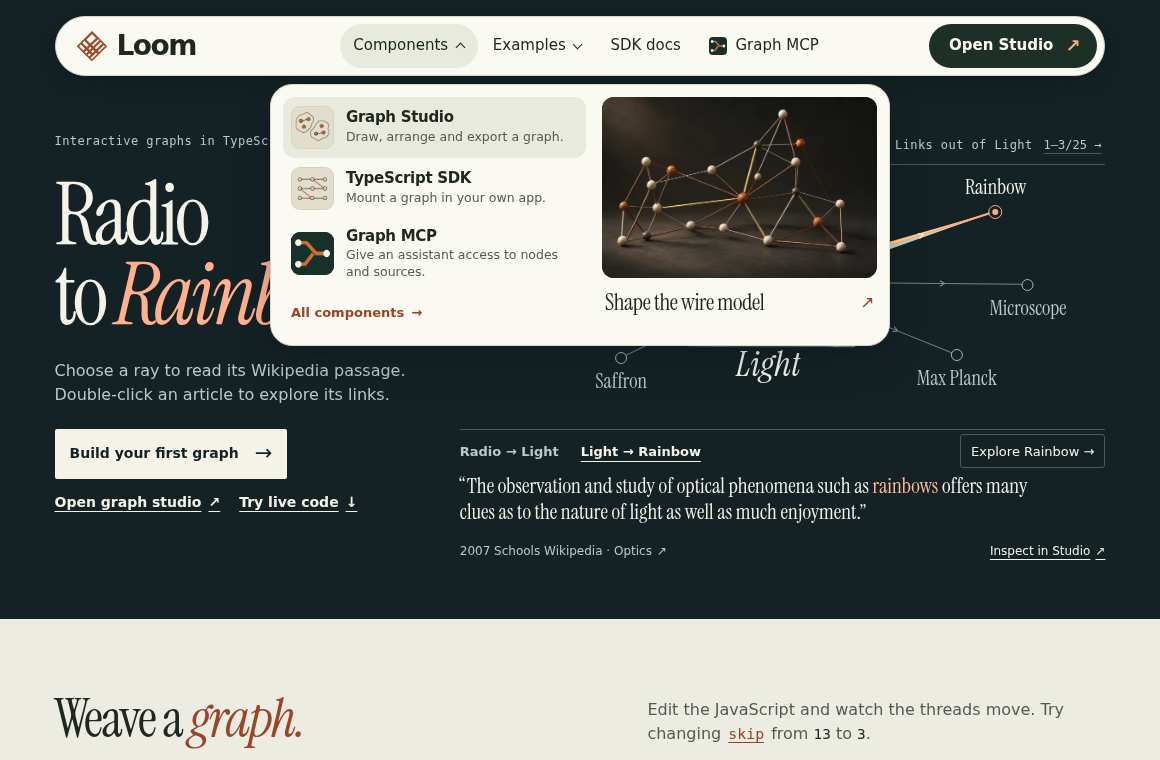 Loom
Components
Examples
SDK docs
Graph MCP
Open Studio ↗
Graph Studio
Draw, arrange and export a graph.
TypeScript SDK
Mount a graph in your own app.
Graph MCP
Give an assistant access to nodes
and sources.
All components →
Shape the wire model ↗
Interactive graphs in TypeSc
Radio
to Rainb
Choose a ray to read its Wikipedia passage.
Double-click an article to explore its links.
Build your first graph →
Open graph studio ↗ Try live code ↓
Links out of Light 1–3/25 →
Rainbow
Microscope
Light
Max Planck
Saffron
Radio → Light Light → Rainbow
Explore Rainbow →
“The observation and study of optical phenomena such as rainbows offers many
clues as to the nature of light as well as much enjoyment.”
2007 Schools Wikipedia · Optics ↗
Inspect in Studio ↗
Weave a graph.
Edit the JavaScript and watch the threads move. Try
changing skip from 13 to 3.